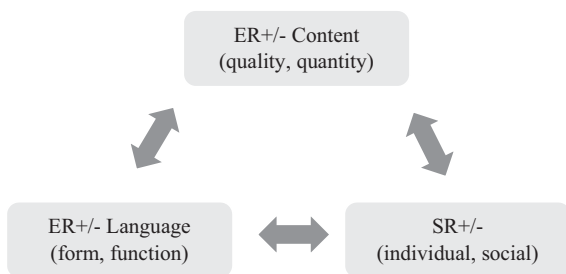 ER+/- Content
(quality, quantity)
ER+/- Language
(form, function)
SR+/-
(individual, social)